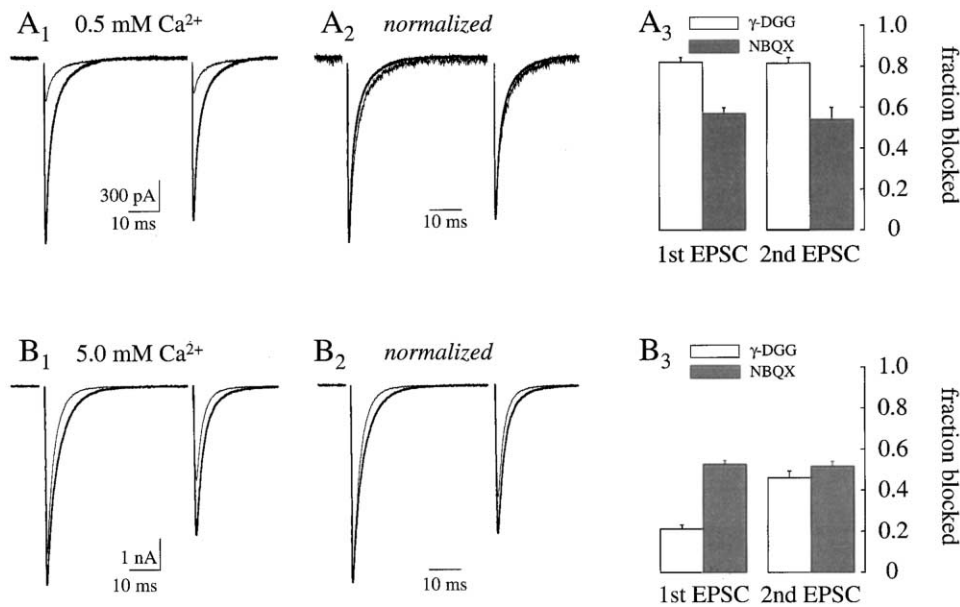 A₁ 0.5 mM Ca²⁺
300 pA
10 ms
A₂ normalized
10 ms
A₃
γ-DGG
NBQX
1.0
0.8
0.6
0.4
0.2
0
fraction blocked
1st EPSC 2nd EPSC
B₁ 5.0 mM Ca²⁺
1 nA
10 ms
B₂ normalized
10 ms
B₃
γ-DGG
NBQX
1.0
0.8
0.6
0.4
0.2
0
fraction blocked
1st EPSC 2nd EPSC